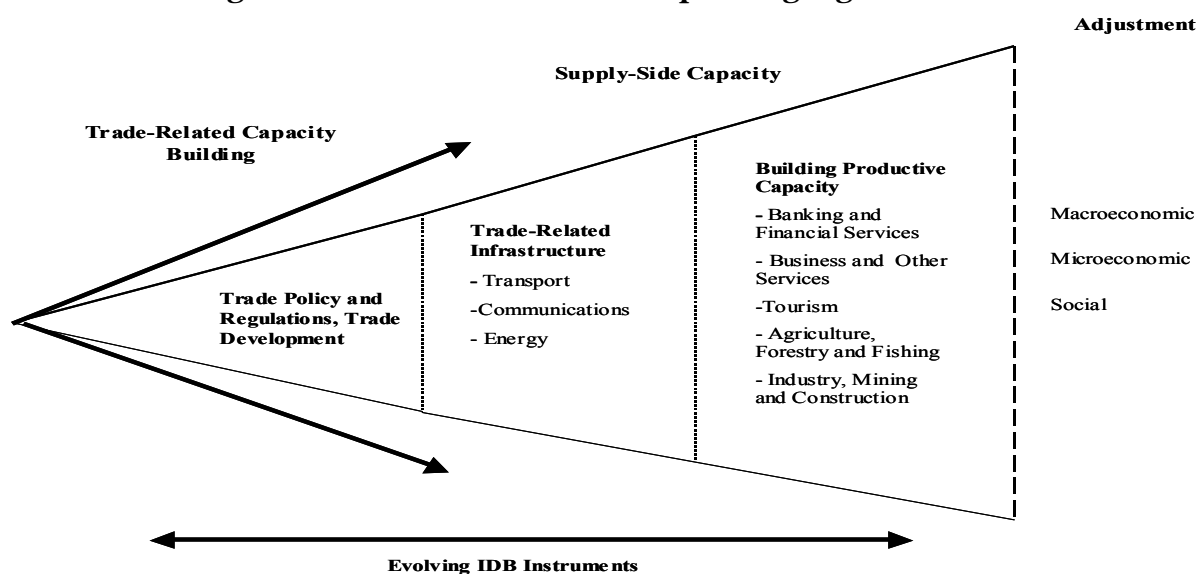 Adjustment
Supply-Side Capacity
Trade-Related Capacity
Building
Trade Policy and
Regulations, Trade
Development
Trade-Related
Infrastructure
- Transport
-Communications
- Energy
Building Productive
Capacity
- Banking and
Financial Services
- Business and Other
Services
-Tourism
- Agriculture,
Forestry and Fishing
- Industry, Mining
and Construction
Macroeconomic
Microeconomic
Social
Evolving IDB Instruments